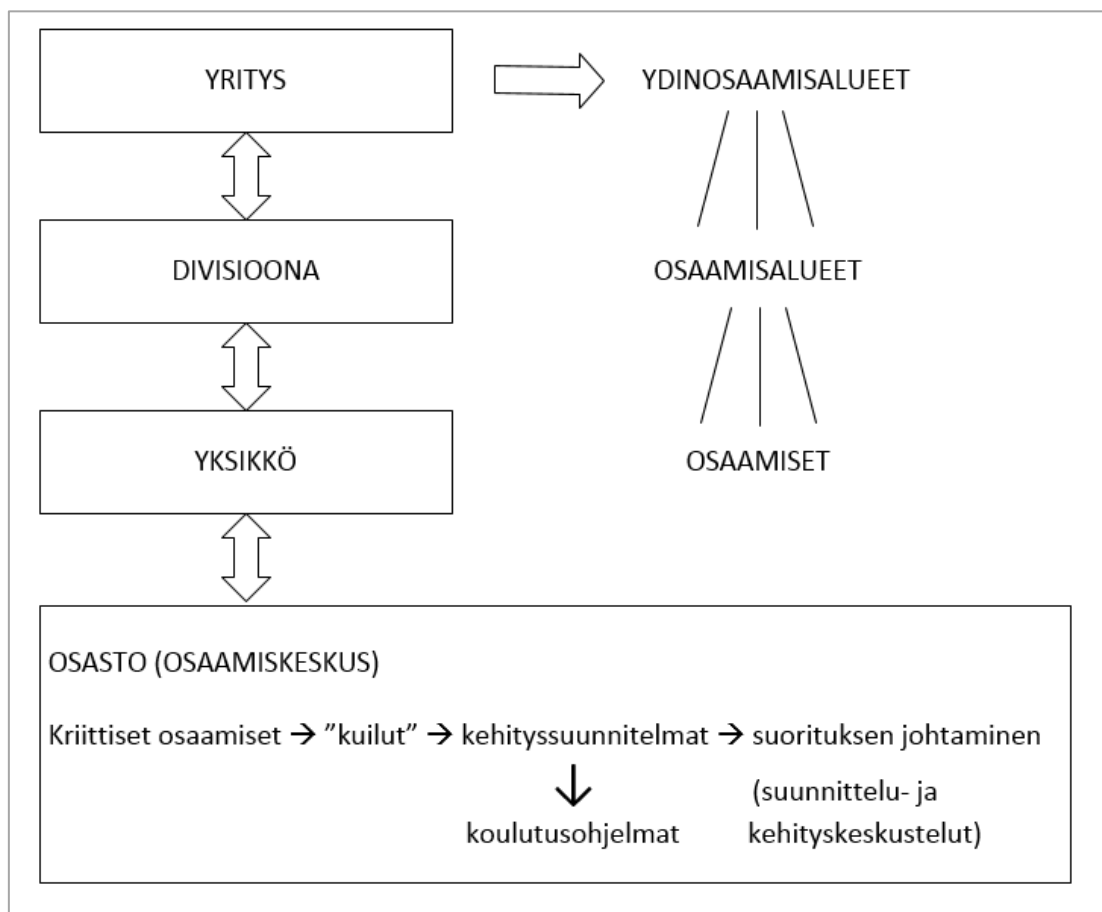 YRITYS
YDINOSAAMISALUEET
DIVISIOONA
OSAAMISALUEET
YKSIKKÖ
OSAAMISET
OSASTO (OSAAMISKESKUS)
Kriittiset osaamiset → ”kuilut” → kehityssuunnitelmat → suorituksen johtaminen
(suunnittelu- ja
koulutusohjelmat kehityskeskustelut)